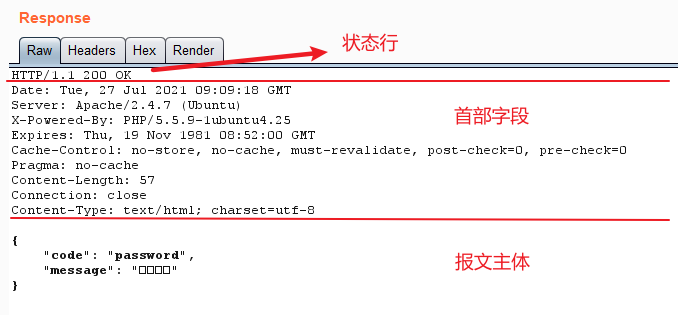 Response
Raw Headers Hex Render
状态行
HTTP/1.1 200 OK
Date: Tue, 27 Jul 2021 09:09:18 GMT
Server: Apache/2.4.7 (Ubuntu)
首部字段
X-Powered-By: PHP/5.5.9-1ubuntu4.25
Expires: Thu, 19 Nov 1981 08:52:00 GMT
Cache-Control: no-store, no-cache, must-revalidate, post-check=0, pre-check=0
Pragma: no-cache
Content-Length: 57
Connection: close
Content-Type: text/html; charset=utf-8
{
"code": "password",
报文主体
"message": "□□□□"
}